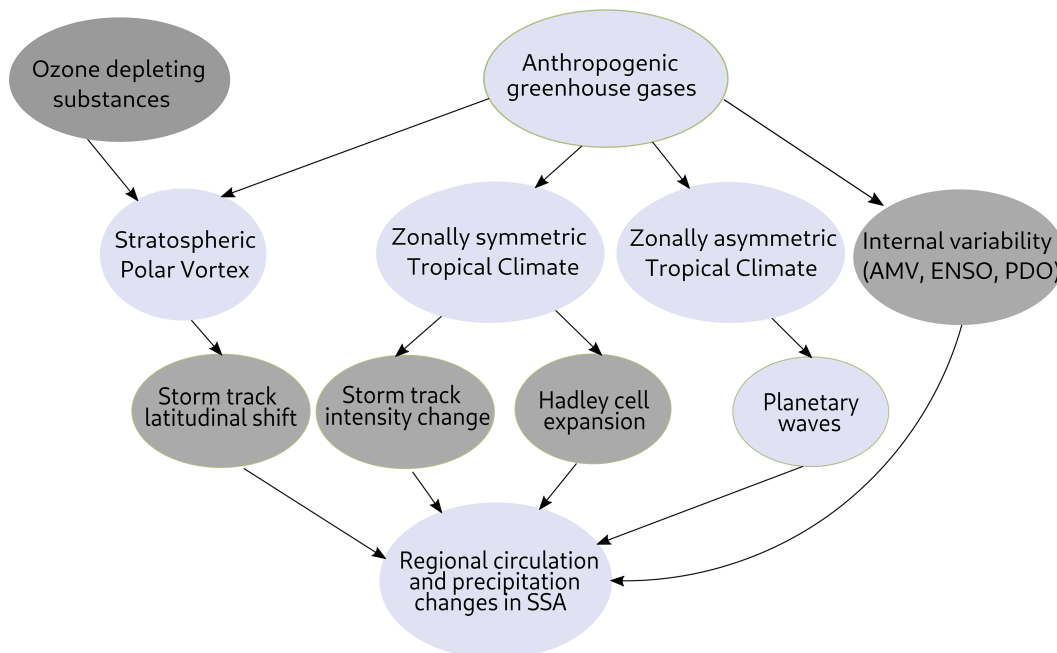 Ozone depleting
substances
Anthropogenic
greenhouse gases
Stratospheric
Polar Vortex
Zonally symmetric
Tropical Climate
Zonally asymmetric
Tropical Climate
Internal variability
(AMV, ENSO, PDO)
Storm track
latitudinal shift
Storm track
intensity change
Hadley cell
expansion
Planetary
waves
Regional circulation
and precipitation
changes in SSA